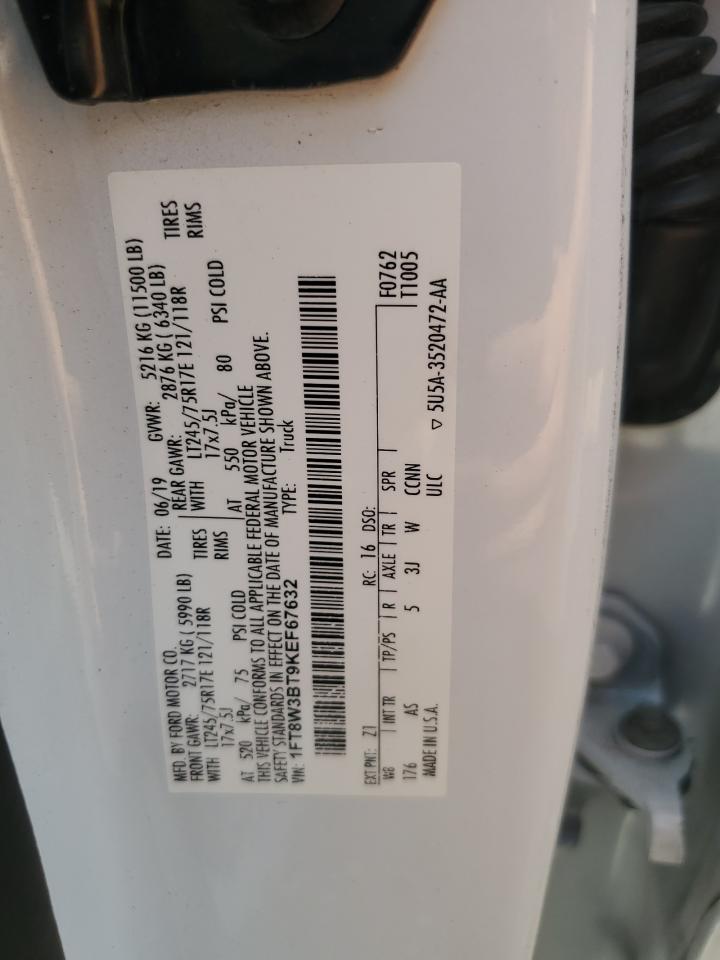 MFD. BY FORD MOTOR CO.
DATE: 06/19 GVWR: 5216 KG (11500 LB)
FRONT GAWR: 2717 KG ( 5990 LB) REAR GAWR: 2876 KG ( 6340 LB)
WITH LT245/75R17E 121/118R TIRES WITH LT245/75R17E 121/118R TIRES
17x7.5J RIMS 17x7.5J RIMS
AT 520 kPa/ 75 PSI COLD AT 550 kPa/ 80 PSI COLD
THIS VEHICLE CONFORMS TO ALL APPLICABLE FEDERAL MOTOR VEHICLE
SAFETY STANDARDS IN EFFECT ON THE DATE OF MANUFACTURE SHOWN ABOVE.
VIN: 1FT8W3BT9KEF67632 TYPE: Truck
EXT PNT: Z1 RC: 16 DSO: F0762
WB INT TR TP/PS R AXLE TR SPR T1005
176 AS 5 3J W CCNN
MADE IN U.S.A. ULC ▽ 5U5A-3520472-AA